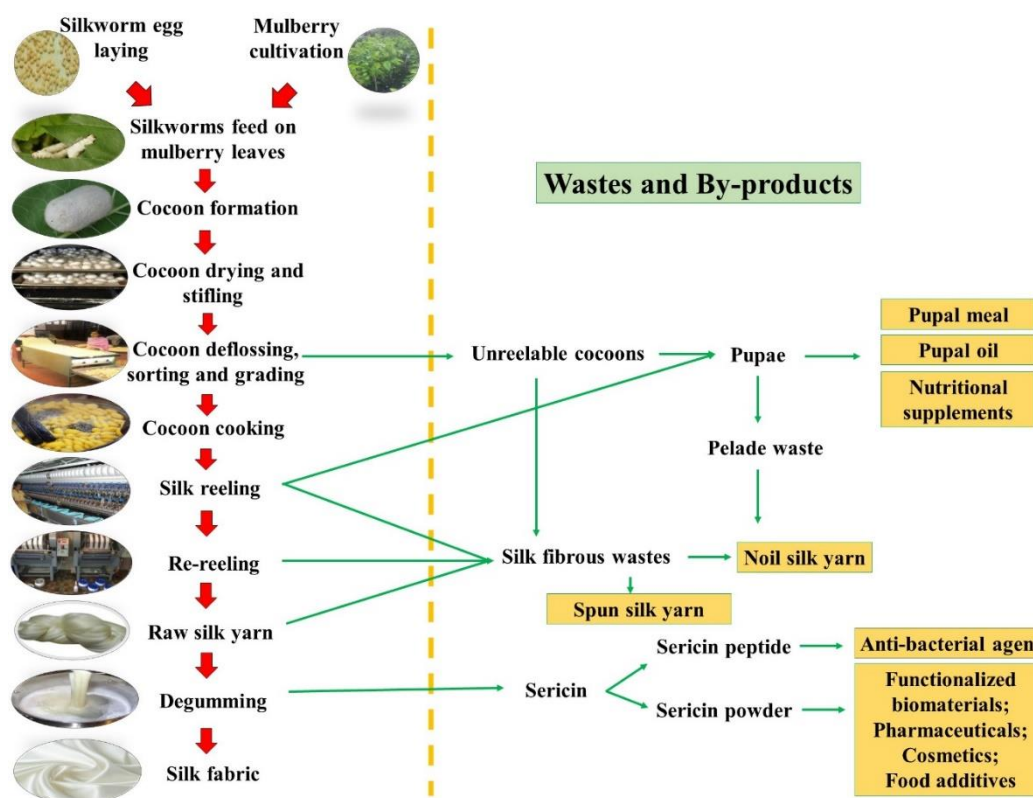 Silkworm egg
laying
Mulberry
cultivation
Silkworms feed on
mulberry leaves
Cocoon formation
Cocoon drying and
stifling
Cocoon deflossing,
sorting and grading
Cocoon cooking
Silk reeling
Re-reeling
Raw silk yarn
Degumming
Silk fabric
Wastes and By-products
Unreelable cocoons
Pupae
Pupal meal
Pupal oil
Nutritional
supplements
Pelade waste
Silk fibrous wastes
Noil silk yarn
Spun silk yarn
Sericin
Sericin peptide
Anti-bacterial agen
Sericin powder
Functionalized
biomaterials;
Pharmaceuticals;
Cosmetics;
Food additives